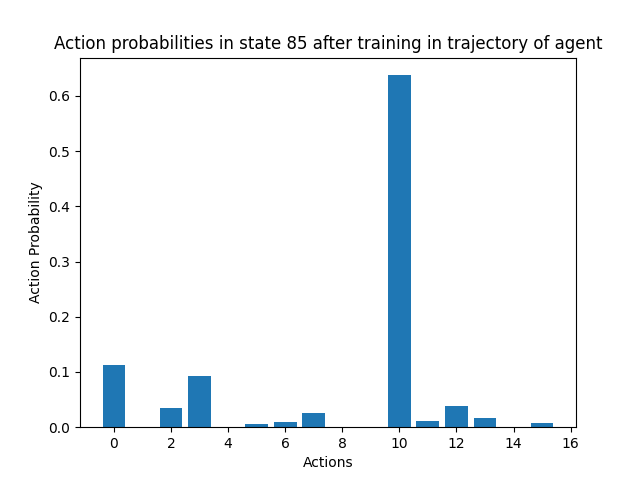 Action probabilities in state 85 after training in trajectory of agent
Action Probability
0.6
0.5
0.4
0.3
0.2
0.1
0.0
0 2 4 6 8 10 12 14 16
Actions